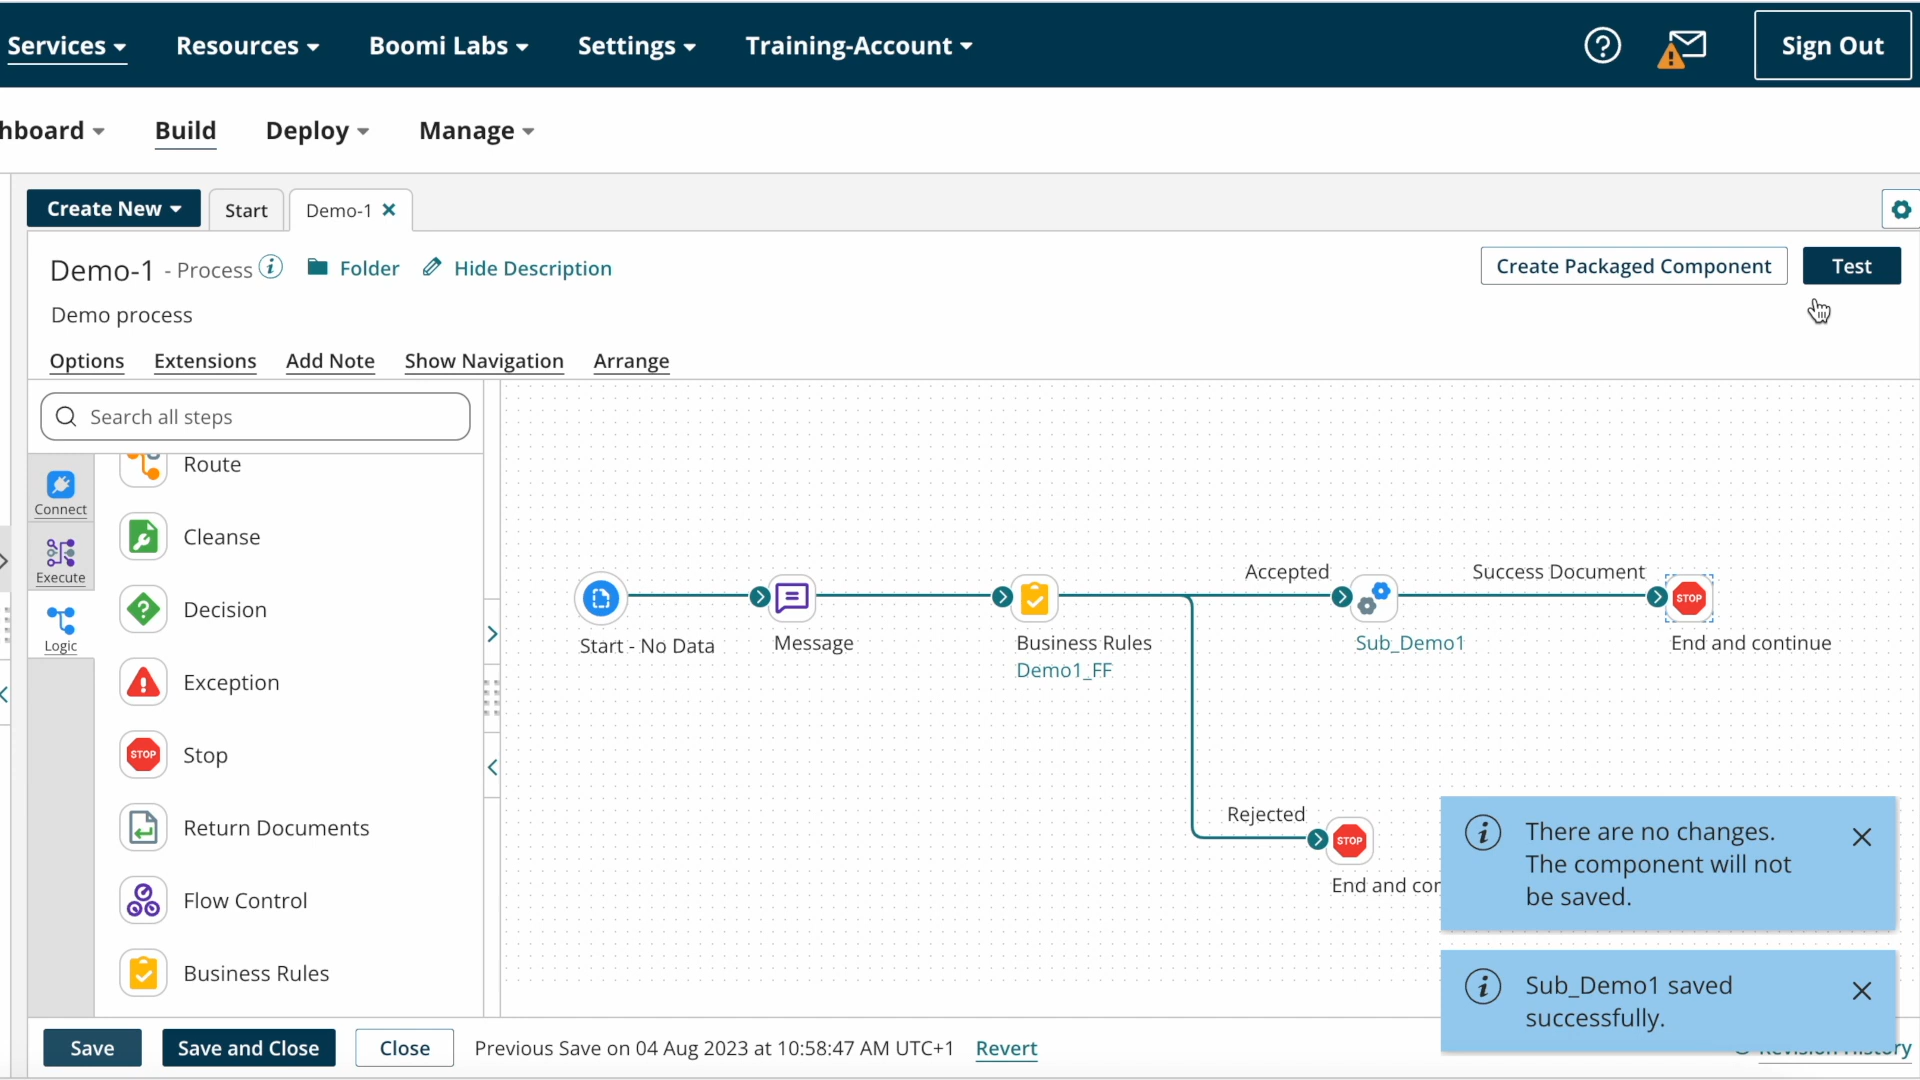 Services
Resources
Boomi Labs
Settings
Training-Account
Sign Out
hboard
Build
Deploy
Manage
Create New
Start
Demo-1
Demo-1 - Process
Folder
Hide Description
Create Packaged Component
Test
Demo process
Options
Extensions
Add Note
Show Navigation
Arrange
Search all steps
Connect
Execute
Logic
Route
Cleanse
Decision
Exception
STOP
Stop
Return Documents
Flow Control
Business Rules
Accepted
Success Document
STOP
Start - No Data
Message
Business Rules
Demo1_FF
Sub_Demo1
End and continue
Rejected
STOP
End and con
There are no changes.
The component will not
be saved.
Sub_Demo1 saved
successfully.
Save
Save and Close
Close
Previous Save on 04 Aug 2023 at 10:58:47 AM UTC+1
Revert
Revision History